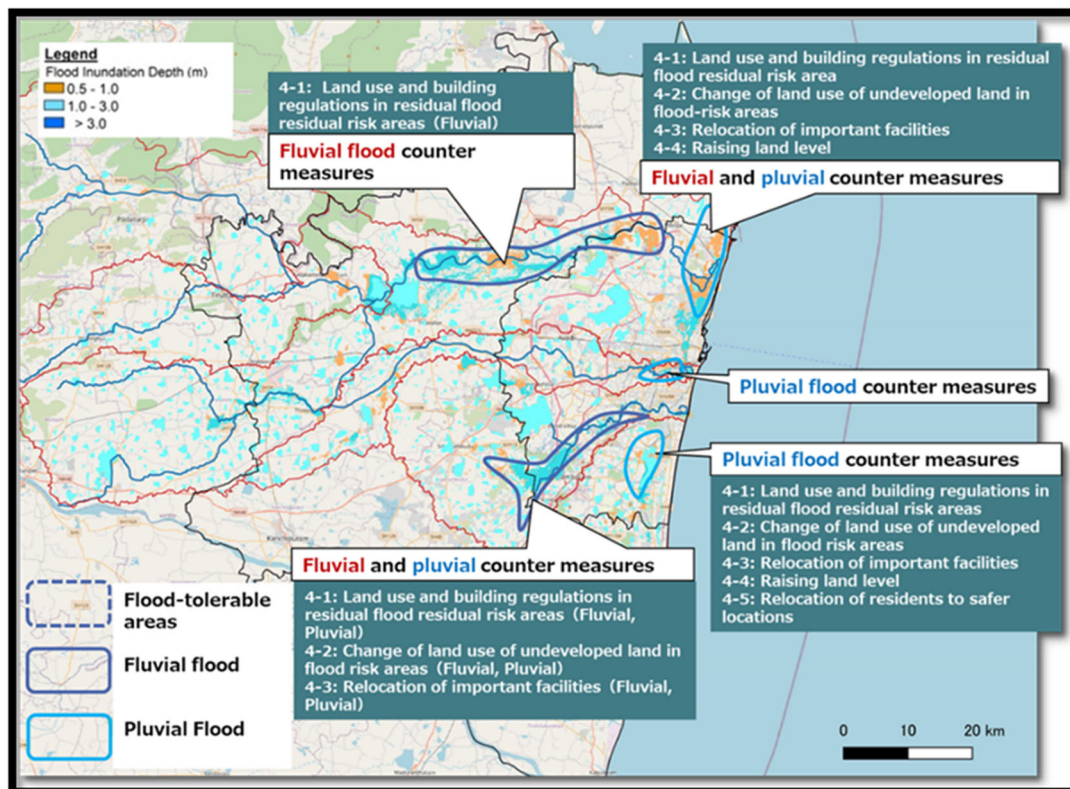 Legend
Flood Inundation Depth (m)
0.5 - 1.0
1.0 - 3.0
> 3.0
4-1: Land use and building
regulations in residual flood
residual risk areas (Fluvial)
Fluvial flood counter
measures
4-1: Land use and building regulations in residual
flood residual risk area
4-2: Change of land use of undeveloped land in
flood-risk areas
4-3: Relocation of important facilities
4-4: Raising land level
Fluvial and pluvial counter measures
Pluvial flood counter measures
Pluvial flood counter measures
4-1: Land use and building regulations in
residual flood residual risk areas
4-2: Change of land use of undeveloped
land in flood risk areas
4-3: Relocation of important facilities
4-4: Raising land level
4-5: Relocation of residents to safer
locations
Fluvial and pluvial counter measures
4-1: Land use and building regulations in
residual flood residual risk areas (Fluvial,
Pluvial)
4-2: Change of land use of undeveloped land in
flood risk areas (Fluvial, Pluvial)
4-3: Relocation of important facilities (Fluvial,
Pluvial)
Flood-tolerable
areas
Fluvial flood
Pluvial Flood
0 10 20 km